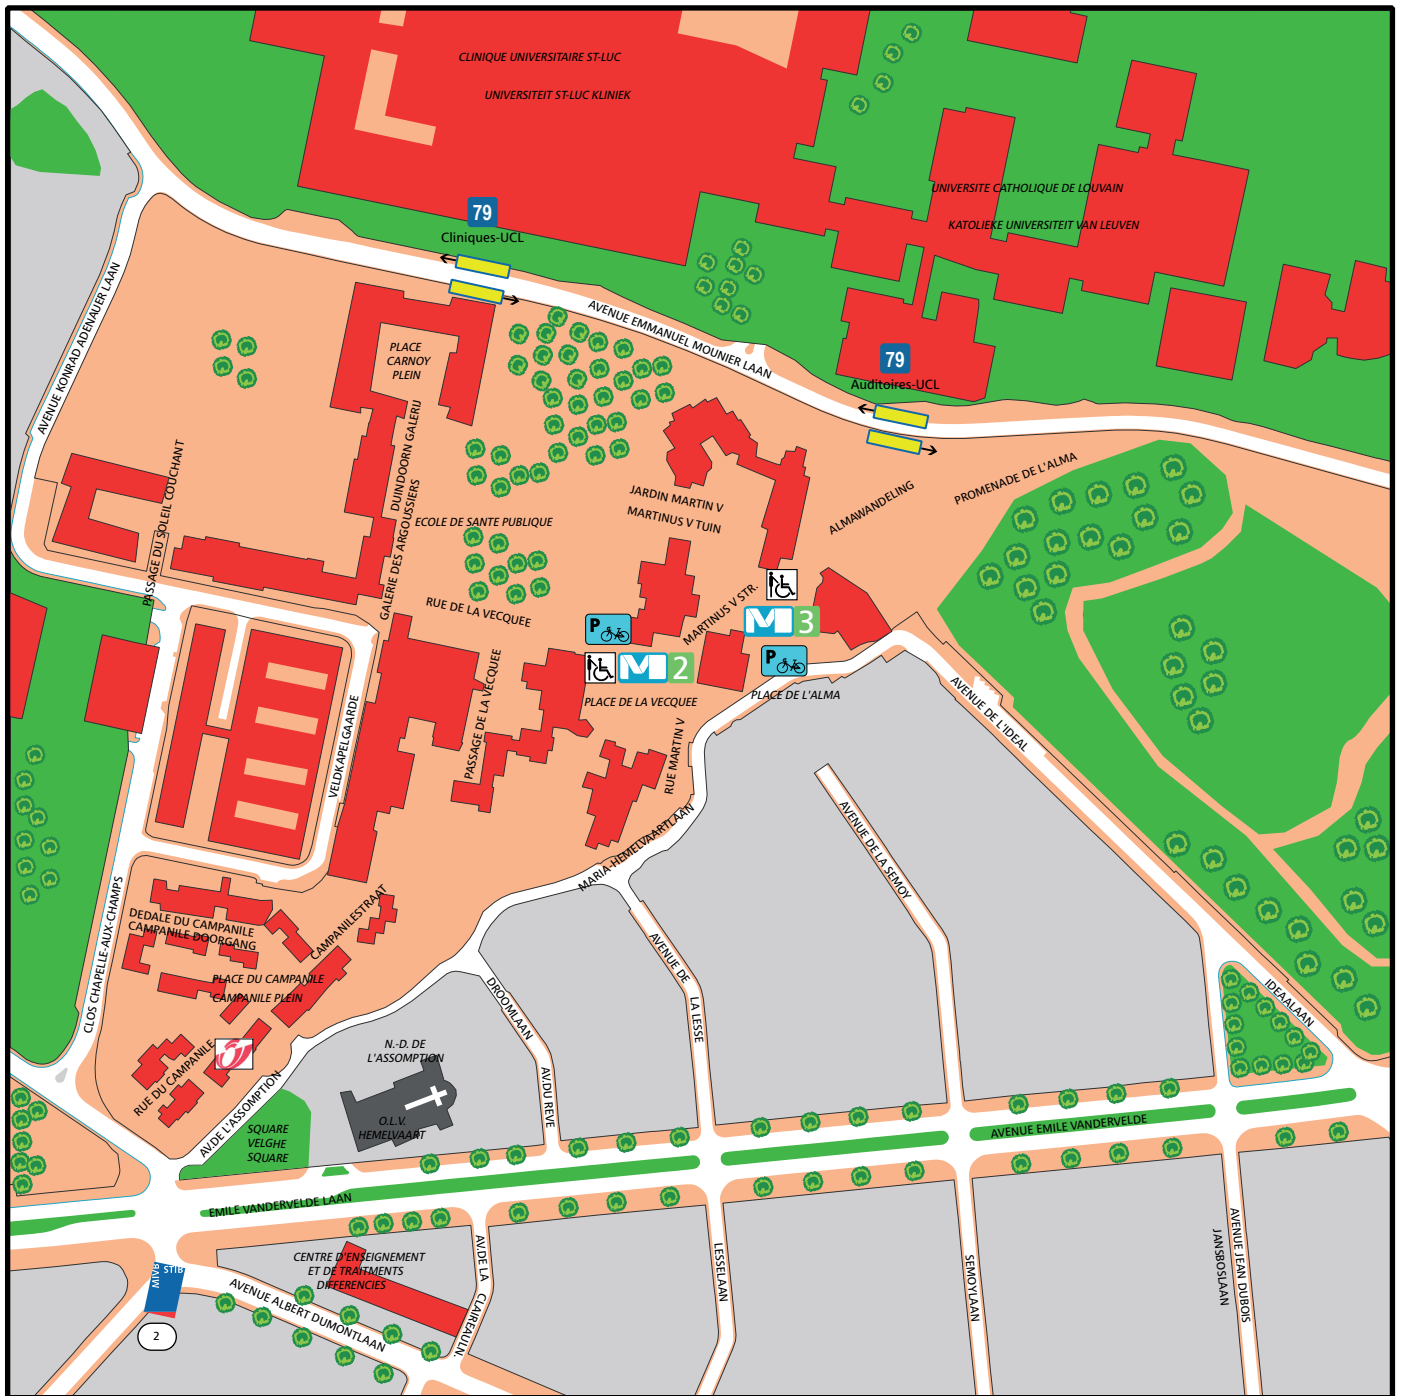 CLINIQUE UNIVERSITAIRE ST-LUC
UNIVERSITEIT ST-LUC KLINIEK
UNIVERSITE CATHOLIQUE DE LOUVAIN
KATOLIEKE UNIVERSITEIT VAN LEUVEN
79
Cliniques-UCL
AVENUE EMMANUEL MOUNIER LAAN
79
Auditoires-UCL
AVENUE KONRAD ADENAUER LAAN
PLACE
CARNOY
PLEIN
DUINDOORN GALERIJ
GALERIE DES ARGOUSSIERS
PASSAGE DU SOLEIL COUCHANT
ECOLE DE SANTE PUBLIQUE
JARDIN MARTIN V
MARTINUS V TUIN
ALMAWANDELING
PROMENADE DE L'ALMA
RUE DE LA VECQUEE
MARTINUS V STR.
M 3
P
P
M 2
PLACE DE LA VECQUEE
PLACE DE L'ALMA
PASSAGE DE LA VECQUEE
RUE MARTIN V
VELDKAPELGAARDE
AVENUE DE L'IDEAL
AVENUE DE LA SEMOY
MARIA-HEMELVAARTLAAN
CLOS CHAPELLE-AUX-CHAMPS
DEDALE DU CAMPANILE
CAMPANILE DOORGANG
CAMPANILESTRAAT
PLACE DU CAMPANILE
CAMPANILE PLEIN
RUE DU CAMPANILE
AV.DE L'ASSOMPTION
DROOMLAAN
AV.DU REVE
AVENUE DE
LA LESSE
IDEAALAAN
N.-D. DE
L'ASSOMPTION
O.L.V.
HEMELVAART
SQUARE
VELGHE
SQUARE
AVENUE EMILE VANDERVELDE
EMILE VANDERVELDE LAAN
CENTRE D'ENSEIGNEMENT
ET DE TRAITMENTS
DIFFERENCIES
AVENUE ALBERT DUMONTLAAN
AV.DE LA
CLAIREAULN.
LESSELAAN
SEMOYLAAN
JANSBOSLAAN
AVENUE JEAN DUBOIS
MIVB
STIB
2